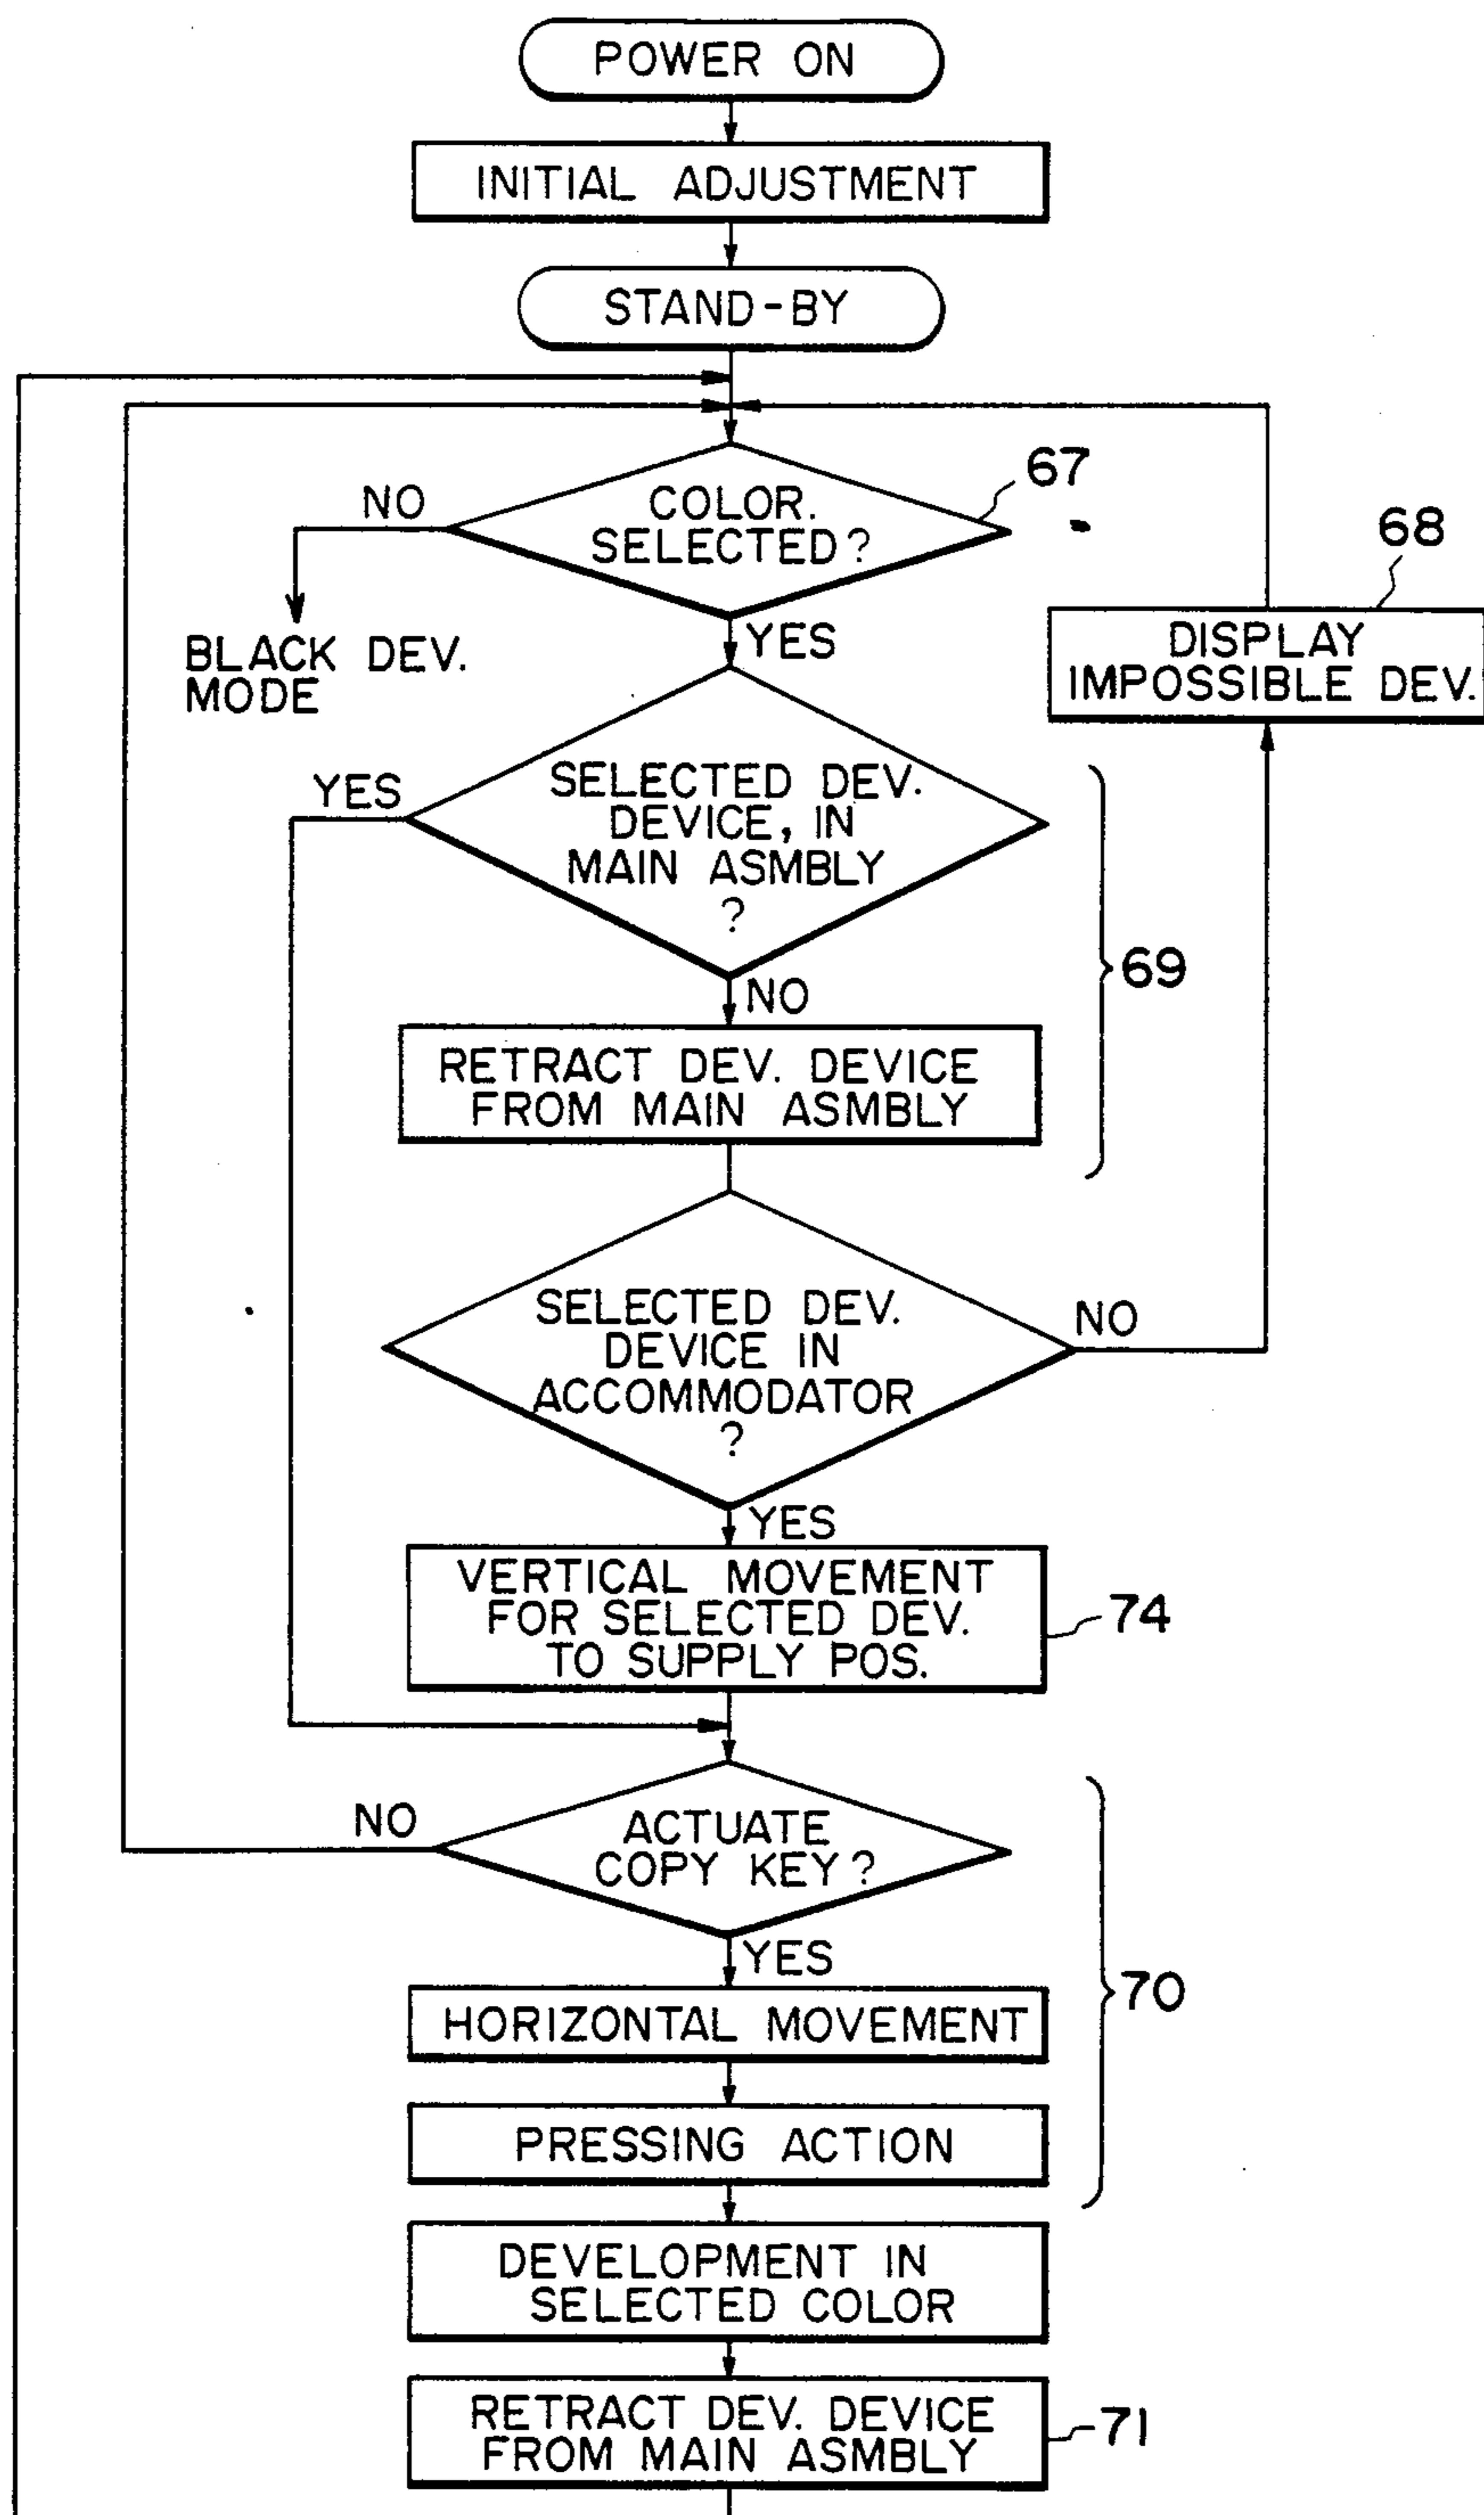 POWER ON
INITIAL ADJUSTMENT
STAND-BY
67
NO
COLOR.
SELECTED?
68
YES
BLACK DEV.
MODE
DISPLAY
IMPOSSIBLE DEV.
YES
SELECTED DEV.
DEVICE, IN
MAIN ASMBLY
?
69
NO
RETRACT DEV. DEVICE
FROM MAIN ASMBLY
SELECTED DEV.
DEVICE IN
ACCOMMODATOR
?
NO
YES
VERTICAL MOVEMENT
FOR SELECTED DEV.
TO SUPPLY POS.
74
NO
ACTUATE
COPY KEY?
YES
70
HORIZONTAL MOVEMENT
PRESSING ACTION
DEVELOPMENT IN
SELECTED COLOR
RETRACT DEV. DEVICE
FROM MAIN ASMBLY
71